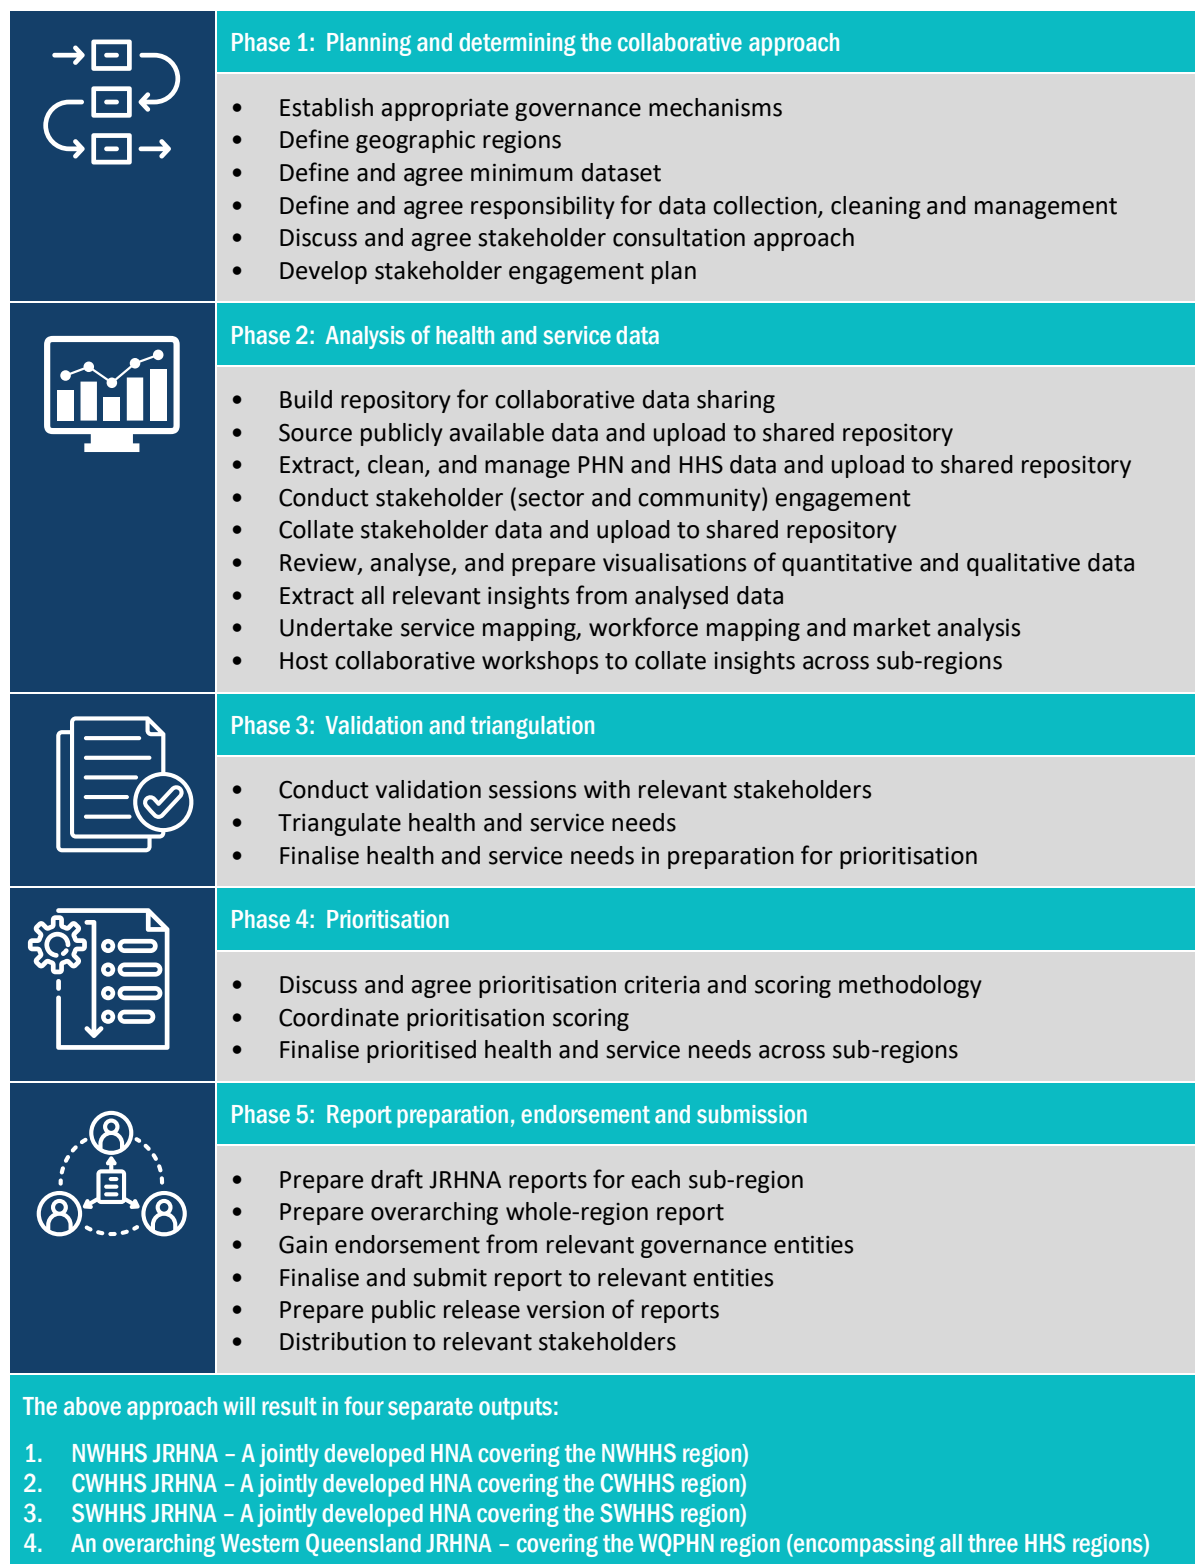 Phase 1: Planning and determining the collaborative approach
• Establish appropriate governance mechanisms
• Define geographic regions
• Define and agree minimum dataset
• Define and agree responsibility for data collection, cleaning and management
• Discuss and agree stakeholder consultation approach
• Develop stakeholder engagement plan
Phase 2: Analysis of health and service data
• Build repository for collaborative data sharing
• Source publicly available data and upload to shared repository
• Extract, clean, and manage PHN and HHS data and upload to shared repository
• Conduct stakeholder (sector and community) engagement
• Collate stakeholder data and upload to shared repository
• Review, analyse, and prepare visualisations of quantitative and qualitative data
• Extract all relevant insights from analysed data
• Undertake service mapping, workforce mapping and market analysis
• Host collaborative workshops to collate insights across sub-regions
Phase 3: Validation and triangulation
• Conduct validation sessions with relevant stakeholders
• Triangulate health and service needs
• Finalise health and service needs in preparation for prioritisation
Phase 4: Prioritisation
• Discuss and agree prioritisation criteria and scoring methodology
• Coordinate prioritisation scoring
• Finalise prioritised health and service needs across sub-regions
Phase 5: Report preparation, endorsement and submission
• Prepare draft JRHNA reports for each sub-region
• Prepare overarching whole-region report
• Gain endorsement from relevant governance entities
• Finalise and submit report to relevant entities
• Prepare public release version of reports
• Distribution to relevant stakeholders
The above approach will result in four separate outputs:
1. NWHHS JRHNA – A jointly developed HNA covering the NWHHS region)
2. CWHHS JRHNA – A jointly developed HNA covering the CWHHS region)
3. SWHHS JRHNA – A jointly developed HNA covering the SWHHS region)
4. An overarching Western Queensland JRHNA – covering the WQPHN region (encompassing all three HHS regions)